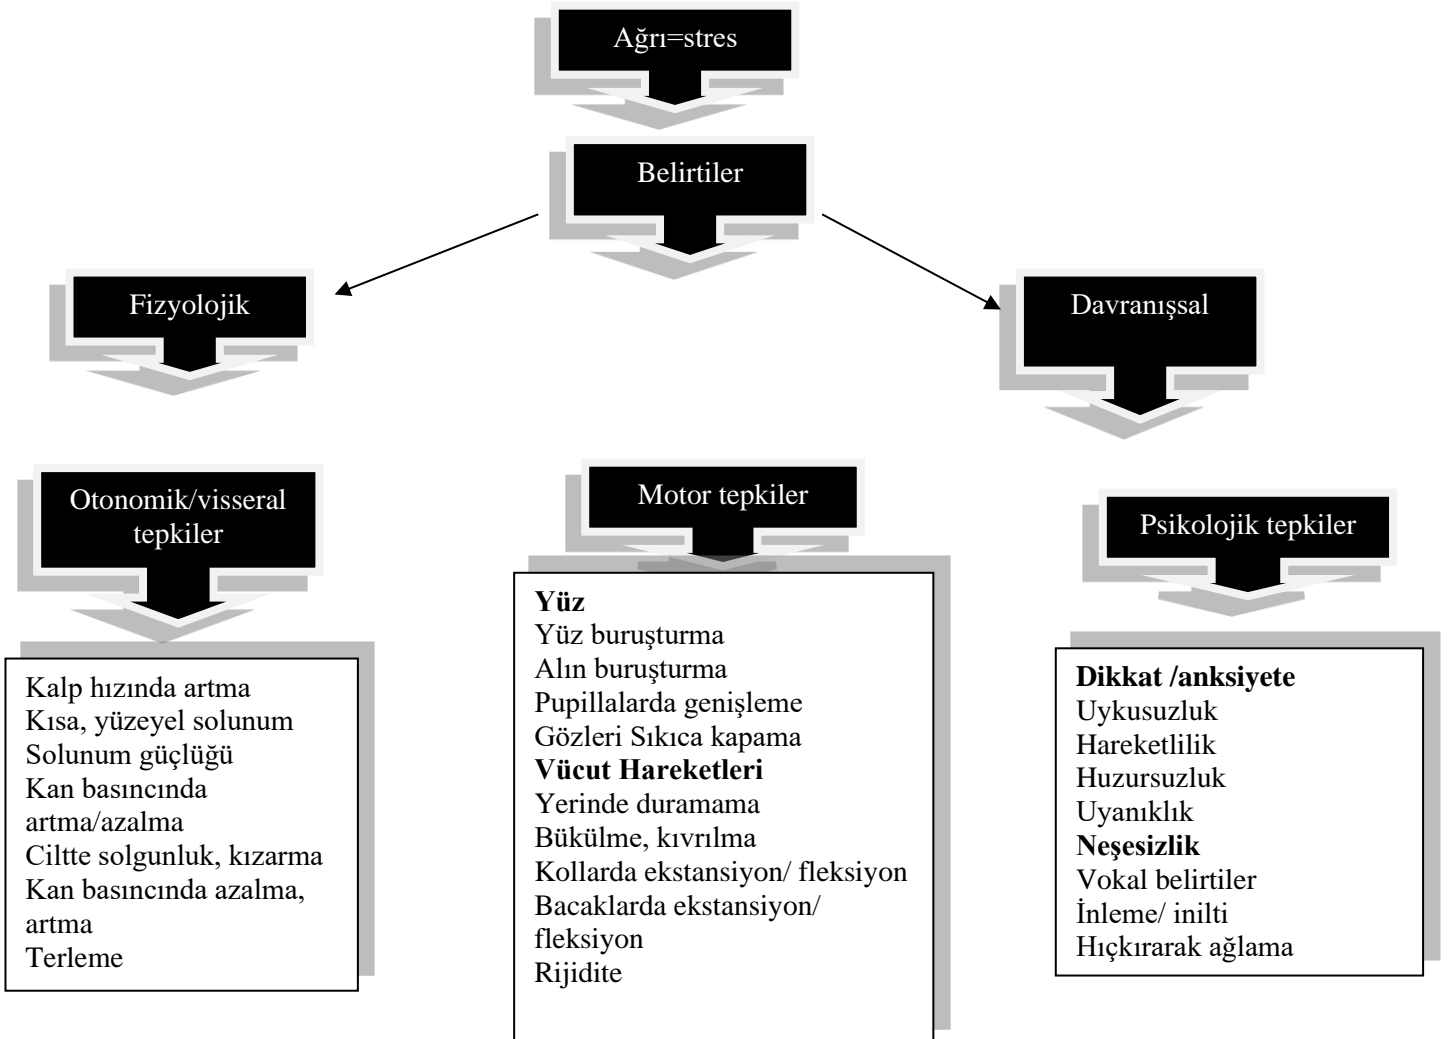 Ağrı=stres
Belirtiler
Fizyolojik
Davranışsal
Otonomik/visseral
tepkiler
Kalp hızında artma
Kısa, yüzeyel solunum
Solunum güçlüğü
Kan basıncında
artma/azalma
Ciltte solgunluk, kızarma
Kan basıncında azalma,
artma
Terleme
Motor tepkiler
Yüz
Yüz buruşturma
Alın buruşturma
Pupillalarda genişleme
Gözleri Sıkıca kapama
Vücut Hareketleri
Yerinde duramama
Bükülme, kıvrılma
Kollarda ekstansiyon/ fleksiyon
Bacaklarda ekstansiyon/
fleksiyon
Rijidite
Psikolojik tepkiler
Dikkat /anksiyete
Uykusuzluk
Hareketlilik
Huzursuzluk
Uyanıklık
Neşesizlik
Vokal belirtiler
İnleme/ inilti
Hıçkırarak ağlama